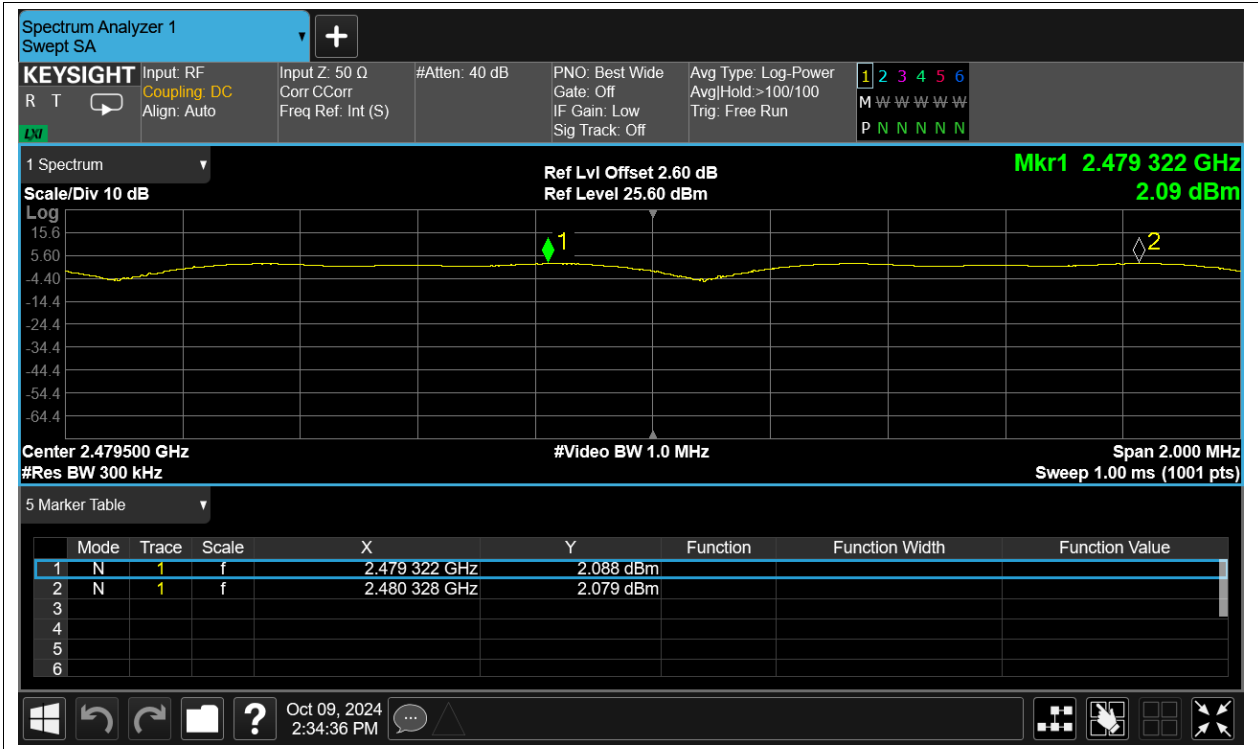 Spectrum Analyzer 1
Swept SA
+
KEYSIGHT Input: RF Input Z: 50 Ω #Atten: 40 dB PNO: Best Wide Avg Type: Log-Power 1 2 3 4 5 6
R T Coupling: DC Corr CCorr Gate: Off Avg|Hold:>100/100 M W W W W W W
Align: Auto Freq Ref: Int (S) IF Gain: Low Trig: Free Run
LXI Sig Track: Off P N N N N N N
1 Spectrum Ref Lvl Offset 2.60 dB Mkr1 2.479 322 GHz
Scale/Div 10 dB Ref Level 25.60 dBm 2.09 dBm
Log
15.6
1 2
5.60
-4.40
-14.4
-24.4
-34.4
-44.4
-54.4
-64.4
Center 2.479500 GHz #Video BW 1.0 MHz Span 2.000 MHz
#Res BW 300 kHz Sweep 1.00 ms (1001 pts)
5 Marker Table
Mode Trace Scale X Y Function Function Width Function Value
1 N 1 f 2.479 322 GHz 2.088 dBm
2 N 1 f 2.480 328 GHz 2.079 dBm
3
4
5
6
? Oct 09, 2024
2:34:36 PM